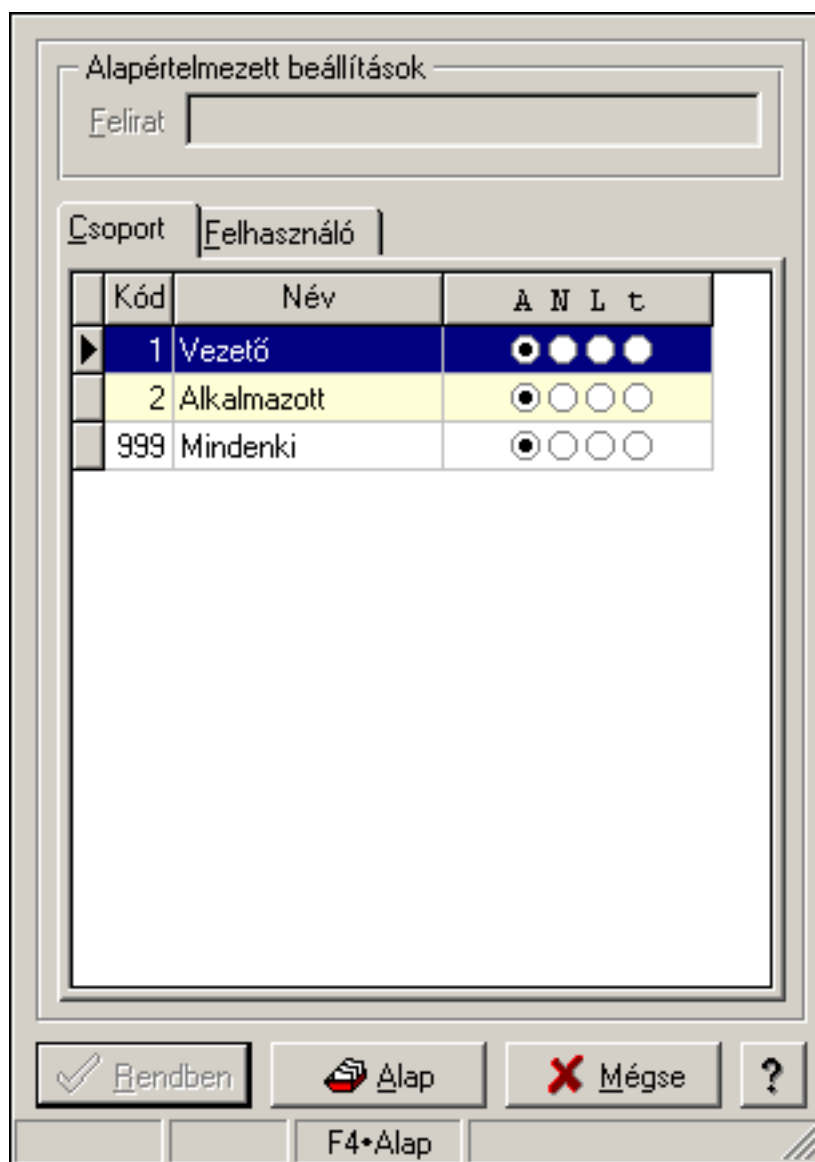 Alapértelmezett beállítások
Felirat
Csoport Felhasználó
Kód Név A N L t
1 Vezető
2 Alkalmazott
999 Mindenki
Rendben Alap Mégse ?
F4•Alap